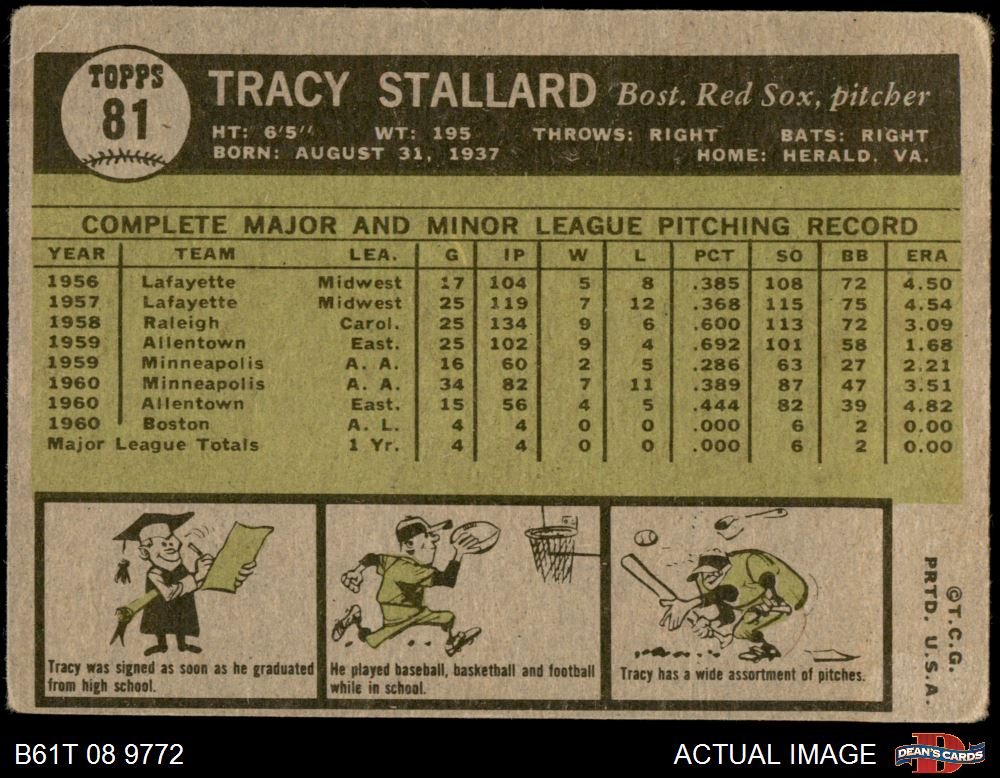 TOPPS
81
TRACY STALLARD Bost. Red Sox, pitcher
HT: 6'5" WT: 195 THROWS: RIGHT BATS: RIGHT
BORN: AUGUST 31, 1937 HOME: HERALD, VA.
COMPLETE MAJOR AND MINOR LEAGUE PITCHING RECORD
YEAR TEAM LEA. G IP W L PCT SO BB ERA
1956 Lafayette Midwest 17 104 5 8 .385 108 72 4.50
1957 Lafayette Midwest 25 119 7 12 .368 115 75 4.54
1958 Raleigh Carol. 25 134 9 6 .600 113 72 3.09
1959 Allentown East. 25 102 9 4 .692 101 58 1.68
1959 Minneapolis A. A. 16 60 2 5 .286 63 27 2.21
1960 Minneapolis A. A. 34 82 7 11 .389 87 47 3.51
1960 Allentown East. 15 56 4 5 .444 82 39 4.82
1960 Boston A. L. 4 4 0 0 .000 6 2 0.00
Major League Totals 1 Yr. 4 4 0 0 .000 6 2 0.00
Tracy was signed as soon as he graduated
from high school.
He played baseball, basketball and football
while in school.
Tracy has a wide assortment of pitches.
©T.C.G.
PRTD. U.S.A.
B61T 08 9772
ACTUAL IMAGE
DEAN'S CARDS